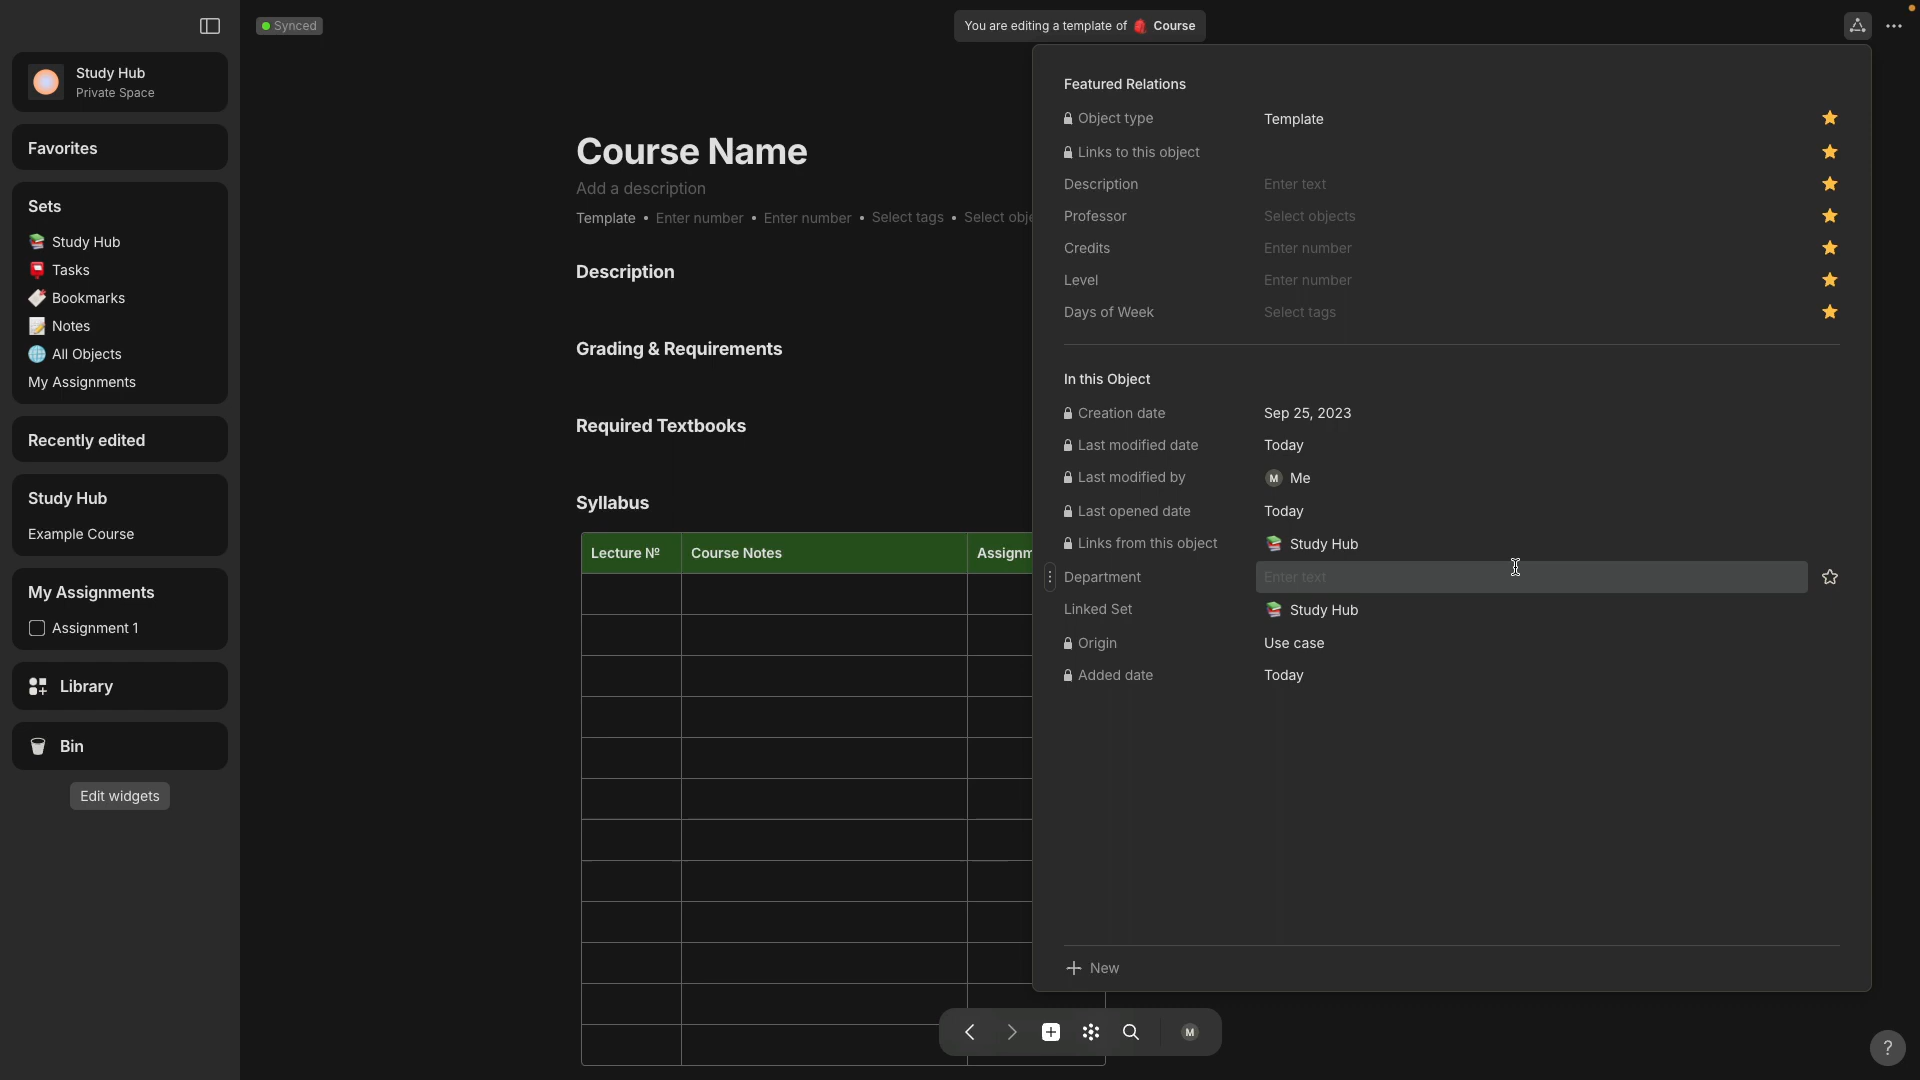 Synced
You are editing a template of Course
Study Hub
Private Space
Favorites
Sets
Study Hub
Tasks
Bookmarks
Notes
All Objects
My Assignments
Recently edited
Study Hub
Example Course
My Assignments
Assignment 1
Library
Bin
Edit widgets
Course Name
Add a description
Template • Enter number • Enter number • Select tags • Select obje
Description
Grading & Requirements
Required Textbooks
Syllabus
Lecture Nº Course Notes Assignm
Featured Relations
Object type Template
Links to this object
Description Enter text
Professor Select objects
Credits Enter number
Level Enter number
Days of Week Select tags
In this Object
Creation date Sep 25, 2023
Last modified date Today
Last modified by M Me
Last opened date Today
Links from this object Study Hub
Department Enter text
Linked Set Study Hub
Origin Use case
Added date Today
New
M
?